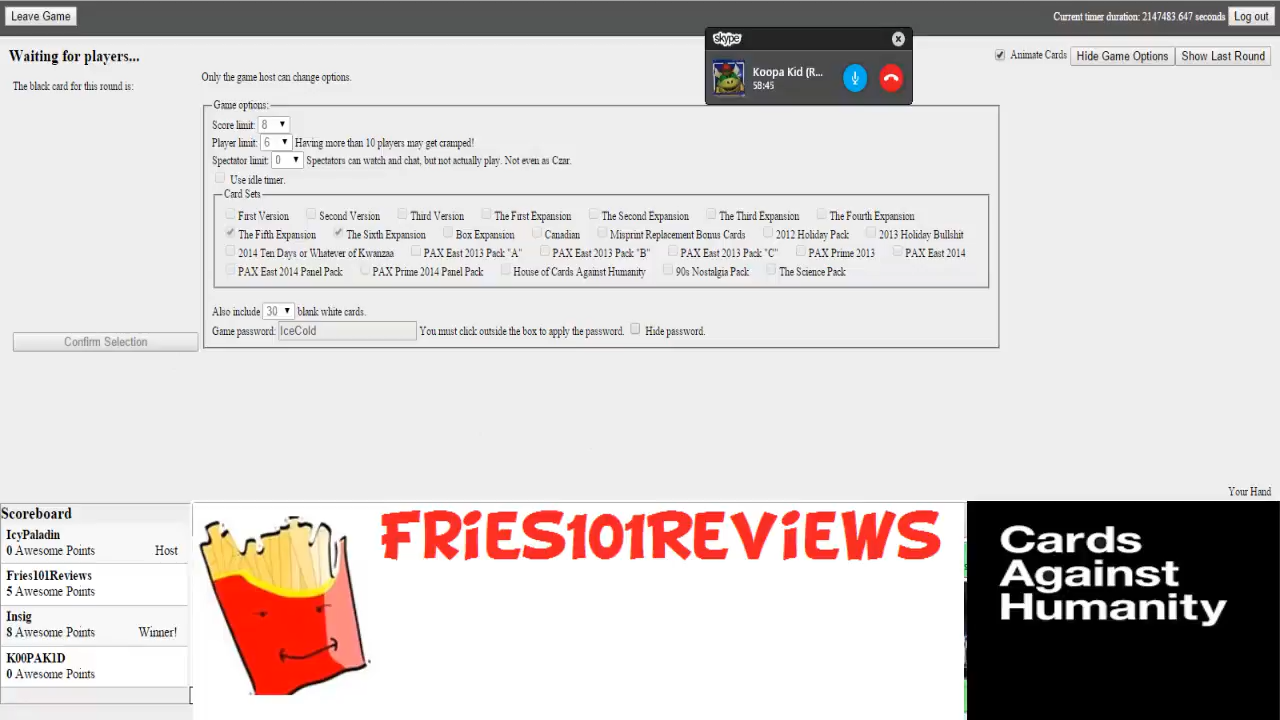 Leave Game
Current timer duration: 2147483.647 seconds Log out
skype
Waiting for players...
Koopa Kid (R...
58:45
Animate Cards Hide Game Options Show Last Round
The black card for this round is:
Only the game host can change options.
Game options:
Score limit: 8
Player limit: 6 Having more than 10 players may get cramped!
Spectator limit: 0 Spectators can watch and chat, but not actually play. Not even as Czar.
Use idle timer.
Card Sets
First Version Second Version Third Version The First Expansion The Second Expansion The Third Expansion The Fourth Expansion
The Fifth Expansion The Sixth Expansion Box Expansion Canadian Misprint Replacement Bonus Cards 2012 Holiday Pack 2013 Holiday Bullshit
2014 Ten Days or Whatever of Kwanzaa PAX East 2013 Pack "A" PAX East 2013 Pack "B" PAX East 2013 Pack "C" PAX Prime 2013 PAX East 2014
PAX East 2014 Panel Pack PAX Prime 2014 Panel Pack House of Cards Against Humanity 90s Nostalgia Pack The Science Pack
Also include 30 blank white cards.
Game password: IceCold You must click outside the box to apply the password. Hide password.
Confirm Selection
Your Hand
Scoreboard
IcyPaladin
0 Awesome Points Host
Fries101Reviews
5 Awesome Points
Insig
8 Awesome Points Winner!
K00PAK1D
0 Awesome Points
FRiES101REViEWS
Cards
Against
Humanity